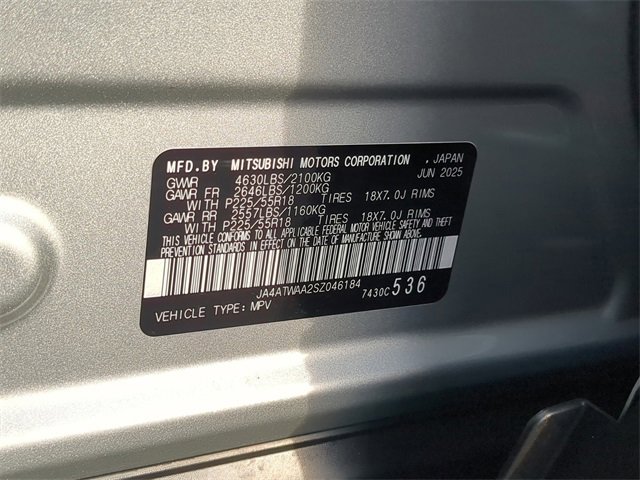 MFD.BY MITSUBISHI MOTORS CORPORATION . JAPAN
GVWR 4630LBS/2100KG JUN 2025
GAWR FR 2646LBS/1200KG
WITH P225/55R18 TIRES 18X7.0J RIMS
GAWR RR 2557LBS/1160KG
WITH P225/55R18 TIRES 18X7.0J RIMS
THIS VEHICLE CONFORMS TO ALL APPLICABLE FEDERAL MOTOR VEHICLE SAFETY AND THEFT
PREVENTION STANDARDS IN EFFECT ON THE DATE OF MANUFACTURE SHOWN ABOVE.
JA4ATWAA2SZ046184 7430C 536
VEHICLE TYPE: MPV